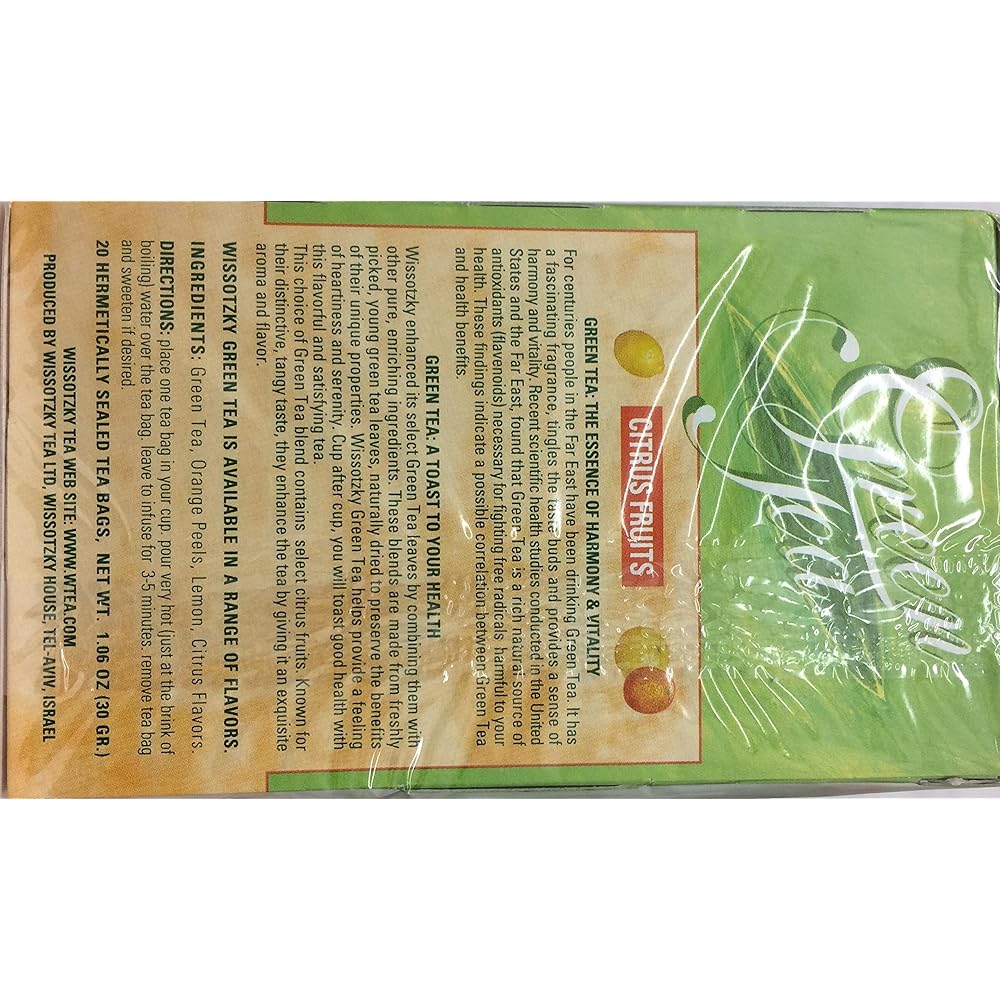 Green
Tea
CITRUS FRUITS
GREEN TEA: THE ESSENCE OF HARMONY & VITALITY
For centuries people in the Far East have been drinking Green Tea. It has
a fascinating fragrance, tingles the taste buds and provides a sense of
harmony and vitality. Recent scientific health studies conducted in the United
States and the Far East, found that Green Tea is a rich natural source of
antioxidants (flavenoids) necessary for fighting free radicals harmful to your
health. These findings indicate a possible correlation between Green Tea
and health benefits.
GREEN TEA: A TOAST TO YOUR HEALTH
Wissotzky enhanced its select Green Tea leaves by combining them with
other pure, enriching ingredients. These blends are made from freshly
picked, young green tea leaves, naturally dried to preserve the benefits
of their unique properties. Wissotzky Green Tea helps provide a feeling
of heartiness and serenity. Cup after cup, you will toast good health with
this flavorful and satisfying tea.
This choice of Green Tea blend contains select citrus fruits. Known for
their distinctive, tangy taste, they enhance the tea by giving it an exquisite
aroma and flavor.
WISSOTZKY GREEN TEA IS AVAILABLE IN A RANGE OF FLAVORS.
INGREDIENTS: Green Tea, Orange Peels, Lemon, Citrus Flavors.
DIRECTIONS: place one tea bag in your cup, pour very hot (just at the brink of
boiling) water over the tea bag, leave to infuse for 3-5 minutes, remove tea bag
and sweeten if desired
20 HERMETICALLY SEALED TEA BAGS, NET WT. 1.06 OZ (30 GR.)
WISSOTZKY TEA WEB SITE: WWW.WTEA.COM
PRODUCED BY WISSOTZKY TEA LTD, WISSOTZKY HOUSE, TEL-AVIV, ISRAEL